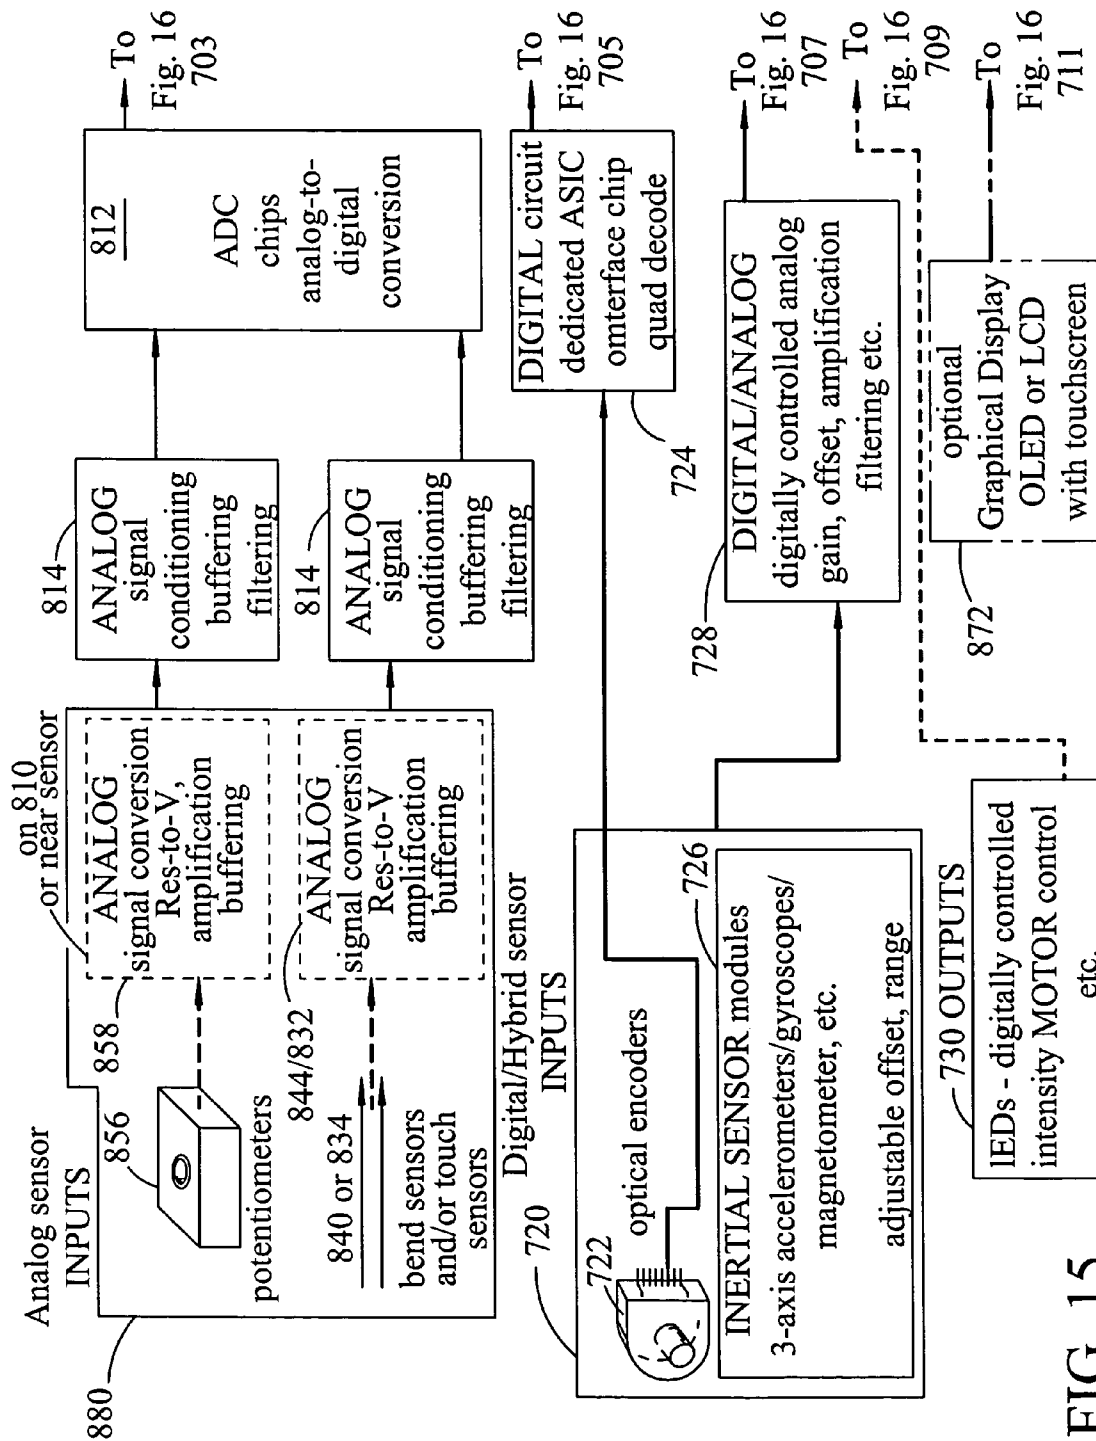 Analog sensor
INPUTS
880
856
potentiometers
840 or 834
bend sensors
and/or touch
sensors
on 810
or near sensor
858
ANALOG
signal conversion
Res-to-V,
amplification
buffering
844/832
ANALOG
signal conversion
Res-to-V
amplification
buffering
814
ANALOG
signal
conditioning
buffering
filtering
814
ANALOG
signal
conditioning
buffering
filtering
812
ADC
chips
analog-to-
digital
conversion
To
Fig. 16
703
Digital/Hybrid sensor
INPUTS
720
722
optical encoders
726
INERTIAL SENSOR modules
3-axis accelerometers/gyroscopes/
magnetometer, etc.
adjustable offset, range
DIGITAL circuit
dedicated ASIC
omterface chip
quad decode
724
To
Fig. 16
705
728
DIGITAL/ANALOG
digitally controlled analog
gain, offset, amplification
filtering etc.
To
Fig. 16
707
730 OUTPUTS
lEDs - digitally controlled
intensity MOTOR control
etc.
To
Fig. 16
709
872
optional
Graphical Display
OLED or LCD
with touchscreen
To
Fig. 16
711
FIG. 15